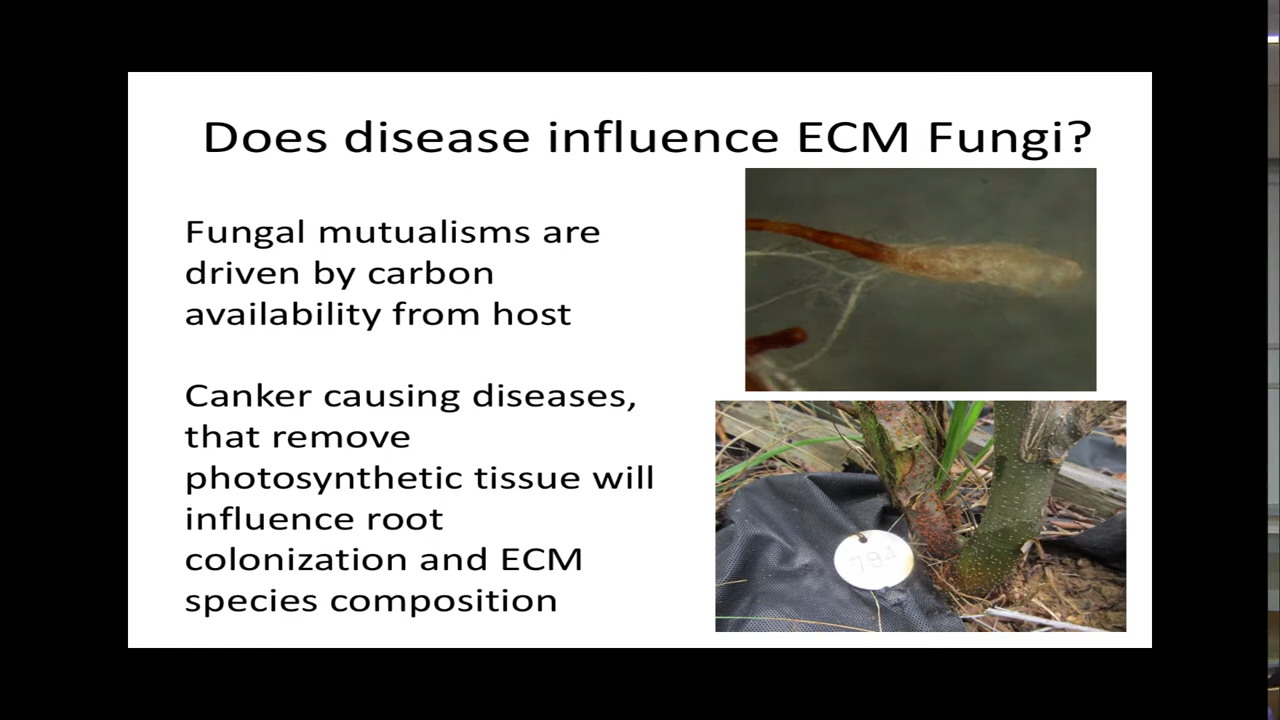 Does disease influence ECM Fungi?
Fungal mutualisms are
driven by carbon
availability from host
Canker causing diseases,
that remove
photosynthetic tissue will
influence root
colonization and ECM
species composition
794